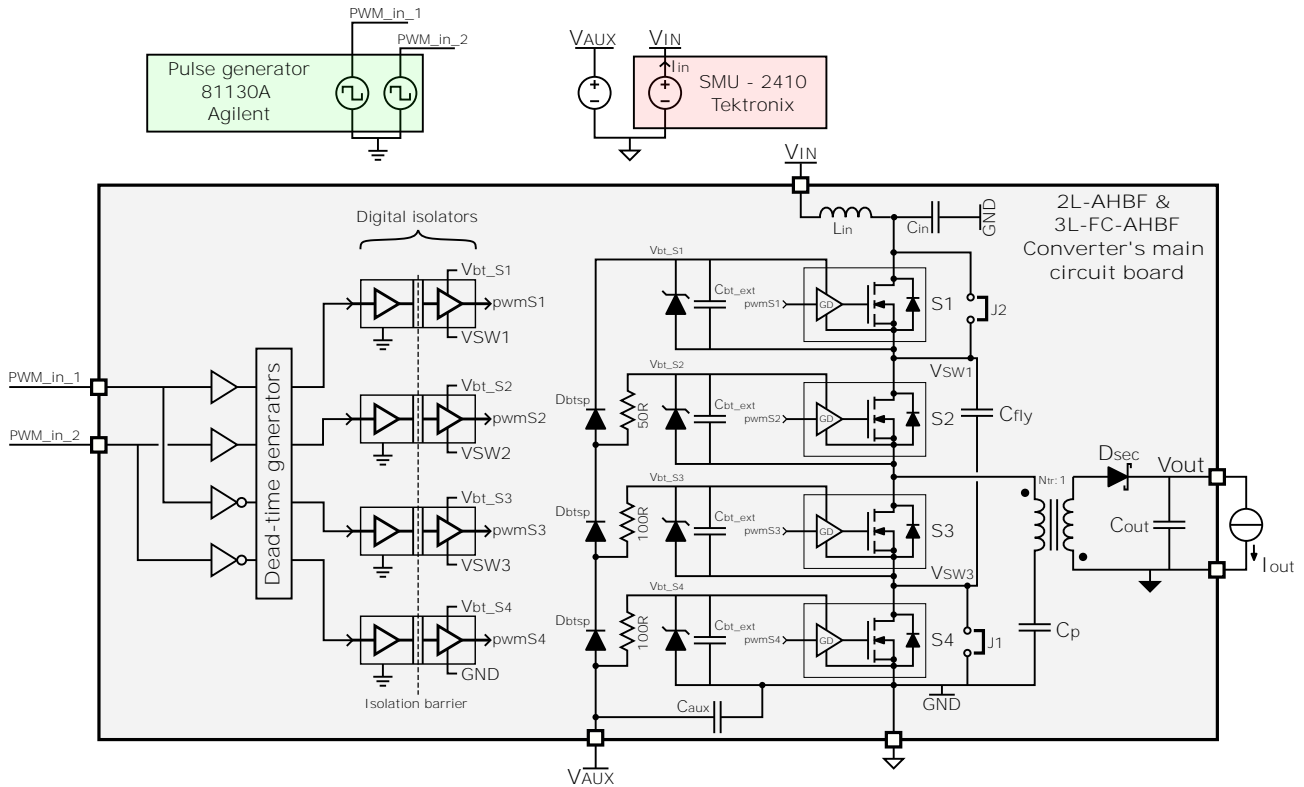 PWM_in_1
PWM_in_2
Pulse generator
81130A
Agilent
VAUX
VIN
Iin
SMU - 2410
Tektronix
VIN
2L-AHBF &
3L-FC-AHBF
Converter's main
circuit board
Digital isolators
Lin
Cin
GND
Vbt_S1
pwmS1
VSW1
Vbt_S1
Cbt_ext
pwmS1
GD
S1
J2
VSW1
PWM_in_1
PWM_in_2
Dead-time generators
Vbt_S2
pwmS2
VSW2
Dbtsp
50R
Vbt_S2
Cbt_ext
pwmS2
GD
S2
Cfly
Vbt_S3
pwmS3
VSW3
Dbtsp
100R
Vbt_S3
Cbt_ext
pwmS3
GD
S3
VSW3
Ntr:1
Dsec
Vout
Cout
Iout
Vbt_S4
pwmS4
GND
Isolation barrier
Dbtsp
100R
Vbt_S4
Cbt_ext
pwmS4
GD
S4
J1
Cp
Caux
GND
VAUX